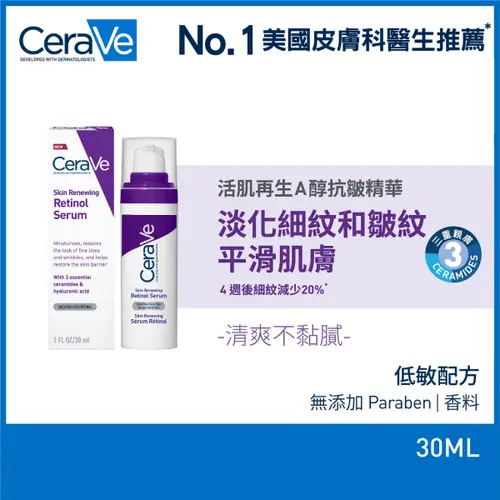 CeraVe
DEVELOPED WITH DERMATOLOGISTS
No.1美國皮膚科醫生推薦*
NEW
CeraVe
Skin Renewing
Retinol
Serum
Moisturises, reduces
the look of fine lines
and wrinkles, and helps
restore the skin barrier
With 3 essential
ceramides &
hyaluronic acid
1 FL OZ/30 ml
CeraVe
Skin Renewing
Retinol Serum
Skin Renewing
Sérum Rétinol
活肌再生A醇抗皺精華
淡化細紋和皺紋
平滑肌膚
4週後細紋減少20%*
三重親膚
3
CERAMIDES
-清爽不黏膩-
低敏配方
無添加 Paraben | 香料
30ML